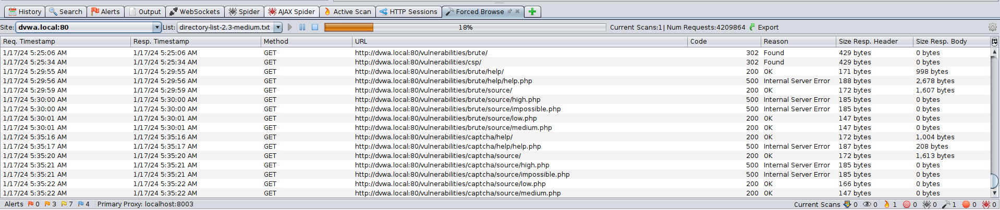 History Search Alerts Output WebSockets Spider AJAX Spider Active Scan HTTP Sessions Forced Browse
Site: dvwa.local:80 List: directory-list-2.3-medium.txt 18% Current Scans:1 | Num Requests:4209864 Export
Req. Timestamp Resp. Timestamp Method URL Code Reason Size Resp. Header Size Resp. Body
1/17/24 5:25:06 AM 1/17/24 5:25:06 AM GET http://dvwa.local:80/vulnerabilities/brute/ 302 Found 429 bytes 0 bytes
1/17/24 5:25:34 AM 1/17/24 5:25:34 AM GET http://dvwa.local:80/vulnerabilities/csp/ 302 Found 429 bytes 0 bytes
1/17/24 5:29:55 AM 1/17/24 5:29:55 AM GET http://dvwa.local:80/vulnerabilities/brute/help/ 200 OK 171 bytes 998 bytes
1/17/24 5:29:56 AM 1/17/24 5:29:56 AM GET http://dvwa.local:80/vulnerabilities/brute/help/help.php 500 Internal Server Error 188 bytes 2,678 bytes
1/17/24 5:29:59 AM 1/17/24 5:29:59 AM GET http://dvwa.local:80/vulnerabilities/brute/source/ 200 OK 172 bytes 1,607 bytes
1/17/24 5:30:00 AM 1/17/24 5:30:00 AM GET http://dvwa.local:80/vulnerabilities/brute/source/high.php 500 Internal Server Error 185 bytes 0 bytes
1/17/24 5:30:00 AM 1/17/24 5:30:00 AM GET http://dvwa.local:80/vulnerabilities/brute/source/impossible.php 500 Internal Server Error 185 bytes 0 bytes
1/17/24 5:30:01 AM 1/17/24 5:30:01 AM GET http://dvwa.local:80/vulnerabilities/brute/source/low.php 200 OK 147 bytes 0 bytes
1/17/24 5:30:01 AM 1/17/24 5:30:01 AM GET http://dvwa.local:80/vulnerabilities/brute/source/medium.php 200 OK 147 bytes 0 bytes
1/17/24 5:35:16 AM 1/17/24 5:35:16 AM GET http://dvwa.local:80/vulnerabilities/captcha/help/ 200 OK 172 bytes 1,004 bytes
1/17/24 5:35:17 AM 1/17/24 5:35:17 AM GET http://dvwa.local:80/vulnerabilities/captcha/help/help.php 500 Internal Server Error 187 bytes 208 bytes
1/17/24 5:35:20 AM 1/17/24 5:35:20 AM GET http://dvwa.local:80/vulnerabilities/captcha/source/ 200 OK 172 bytes 1,613 bytes
1/17/24 5:35:21 AM 1/17/24 5:35:21 AM GET http://dvwa.local:80/vulnerabilities/captcha/source/high.php 500 Internal Server Error 185 bytes 0 bytes
1/17/24 5:35:21 AM 1/17/24 5:35:21 AM GET http://dvwa.local:80/vulnerabilities/captcha/source/impossible.php 500 Internal Server Error 185 bytes 0 bytes
1/17/24 5:35:22 AM 1/17/24 5:35:22 AM GET http://dvwa.local:80/vulnerabilities/captcha/source/low.php 200 OK 166 bytes 0 bytes
1/17/24 5:35:22 AM 1/17/24 5:35:22 AM GET http://dvwa.local:80/vulnerabilities/captcha/source/medium.php 200 OK 147 bytes 0 bytes
Alerts 0 3 7 4 Primary Proxy: localhost:8003 Current Scans 0 0 1 0 0 1 0 0